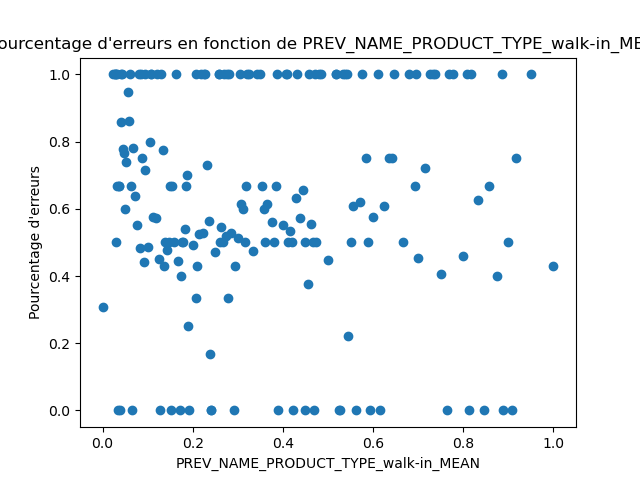 ourcentage d'erreurs en fonction de PREV_NAME_PRODUCT_TYPE_walk-in_ME
Pourcentage d'erreurs
1.0
0.8
0.6
0.4
0.2
0.0
0.0 0.2 0.4 0.6 0.8 1.0
PREV_NAME_PRODUCT_TYPE_walk-in_MEAN